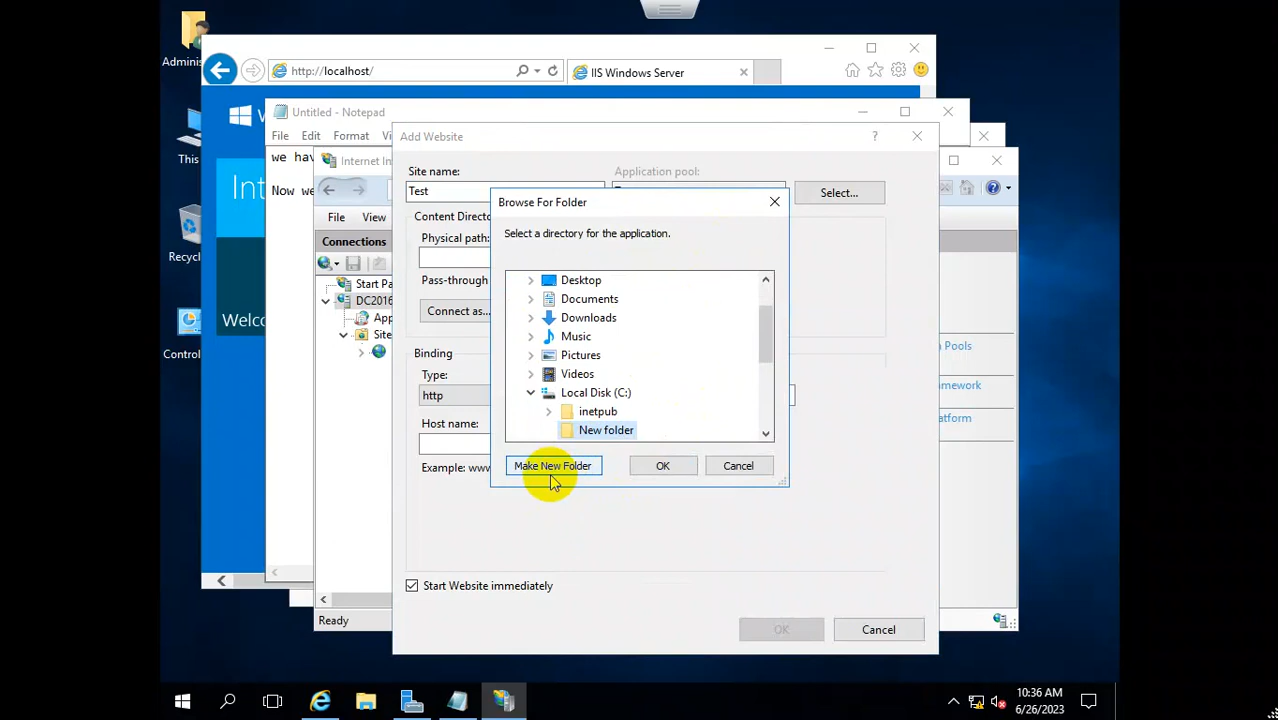 Adminis
http://localhost/
IIS Windows Server
Untitled - Notepad
File Edit Format Vi
Add Website
?
This
we hav
Now we
Int
Internet In
Site name:
Application pool:
Test
Select...
Browse For Folder
Select a directory for the application.
File View
Content Directo
Connections
Physical path:
Recycl
Pass-through
Start Pa
DC2016
Connect as...
Desktop
Documents
Downloads
Music
Pictures
Videos
Local Disk (C:)
inetpub
New folder
Welco
App
Site
Control
Binding
Type:
http
Host name:
n Pools
mework
atform
Example: www
Make New Folder
OK
Cancel
Start Website immediately
Ready
OK
Cancel
10:36 AM
6/26/2023